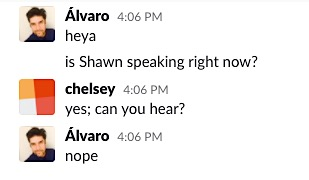 Álvaro 4:06 PM
heya
is Shawn speaking right now?
chelsey 4:06 PM
yes; can you hear?
Álvaro 4:06 PM
nope